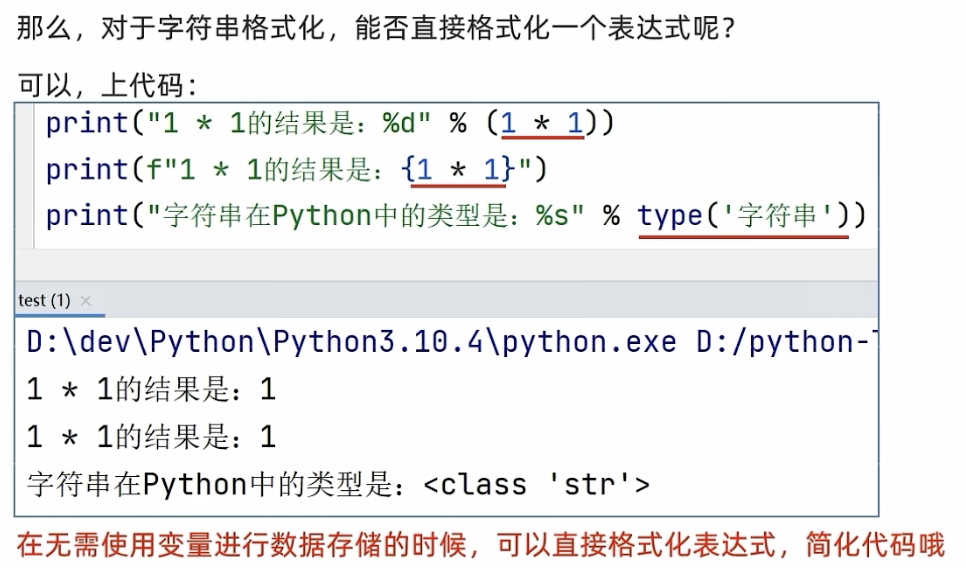 那么，对于字符串格式化，能否直接格式化一个表达式呢？
可以，上代码：
print("1 * 1的结果是：%d" % (1 * 1))
print(f"1 * 1的结果是：{1 * 1}")
print("字符串在Python中的类型是：%s" % type('字符串'))
test (1) ×
D:\dev\Python\Python3.10.4\python.exe D:/python-
1 * 1的结果是：1
1 * 1的结果是：1
字符串在Python中的类型是：<class 'str'>
在无需使用变量进行数据存储的时候，可以直接格式化表达式，简化代码哦